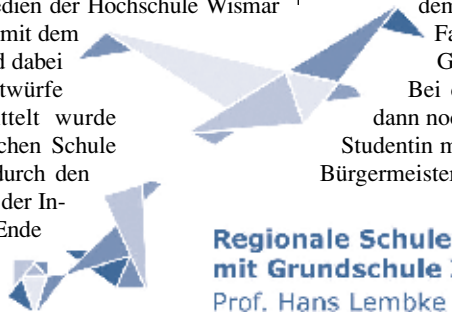 edien der Hochschule Wismar
mit dem
d dabei
twürfe
ttelt wurde
chen Schule
durch den
der In-
Ende
dem
Fa
G
Bei
dann noc
Studentin m
Bürgermeister
Regionale Schule
mit Grundschule
Prof. Hans Lembke